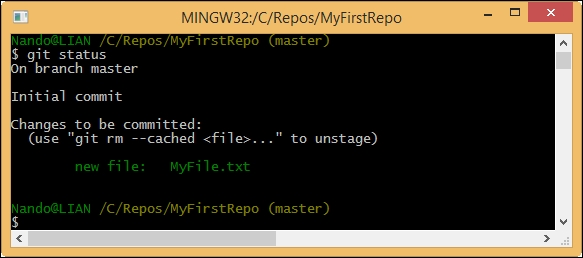 MINGW32:/C/Repos/MyFirstRepo
Nando@LIAN /C/Repos/MyFirstRepo (master)
$ git status
On branch master
Initial commit
Changes to be committed:
  (use "git rm --cached <file>..." to unstage)
        new file:   MyFile.txt
Nando@LIAN /C/Repos/MyFirstRepo (master)
$